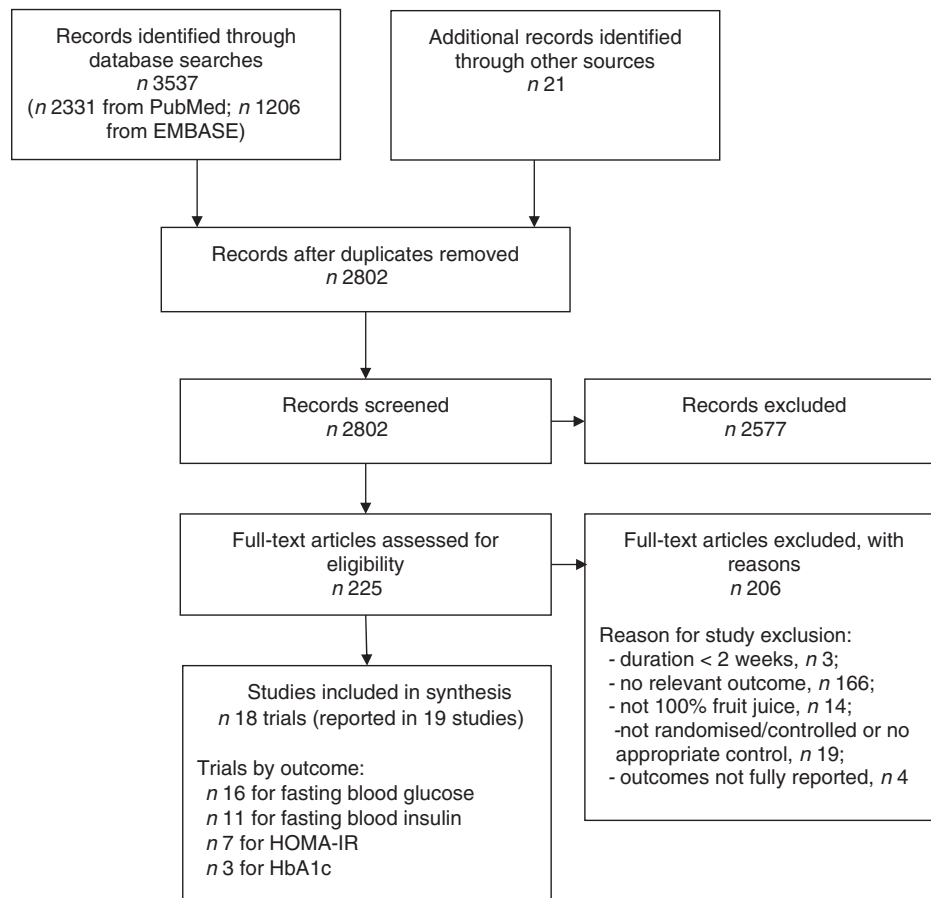 Records identified through
database searches
n 3537
(n 2331 from PubMed; n 1206
from EMBASE)
Additional records identified
through other sources
n 21
Records after duplicates removed
n 2802
Records screened
n 2802
Records excluded
n 2577
Full-text articles assessed for
eligibility
n 225
Full-text articles excluded, with
reasons
n 206
Reason for study exclusion:
- duration < 2 weeks, n 3;
- no relevant outcome, n 166;
- not 100% fruit juice, n 14;
-not randomised/controlled or no
appropriate control, n 19;
- outcomes not fully reported, n 4
Studies included in synthesis
n 18 trials (reported in 19 studies)
Trials by outcome:
n 16 for fasting blood glucose
n 11 for fasting blood insulin
n 7 for HOMA-IR
n 3 for HbA1c